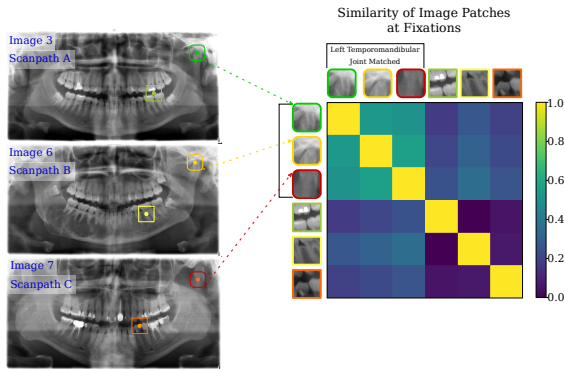 Similarity of Image Patches
at Fixations
Image 3
Scanpath A
Left Temporomandibular
Joint Matched
1.0
0.8
0.6
0.4
0.2
0.0
Image 6
Scanpath B
Image 7
Scanpath C